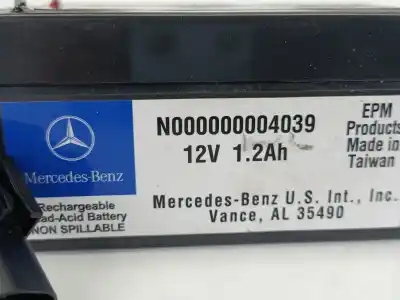 Mercedes-Benz
Rechargeable
ad-Acid Battery
NON SPILLABLE
N000000004039
12V 1.2Ah
EPM
Products
Made in
Taiwan
Mercedes-Benz U.S. Int., Inc.
Vance, AL 35490